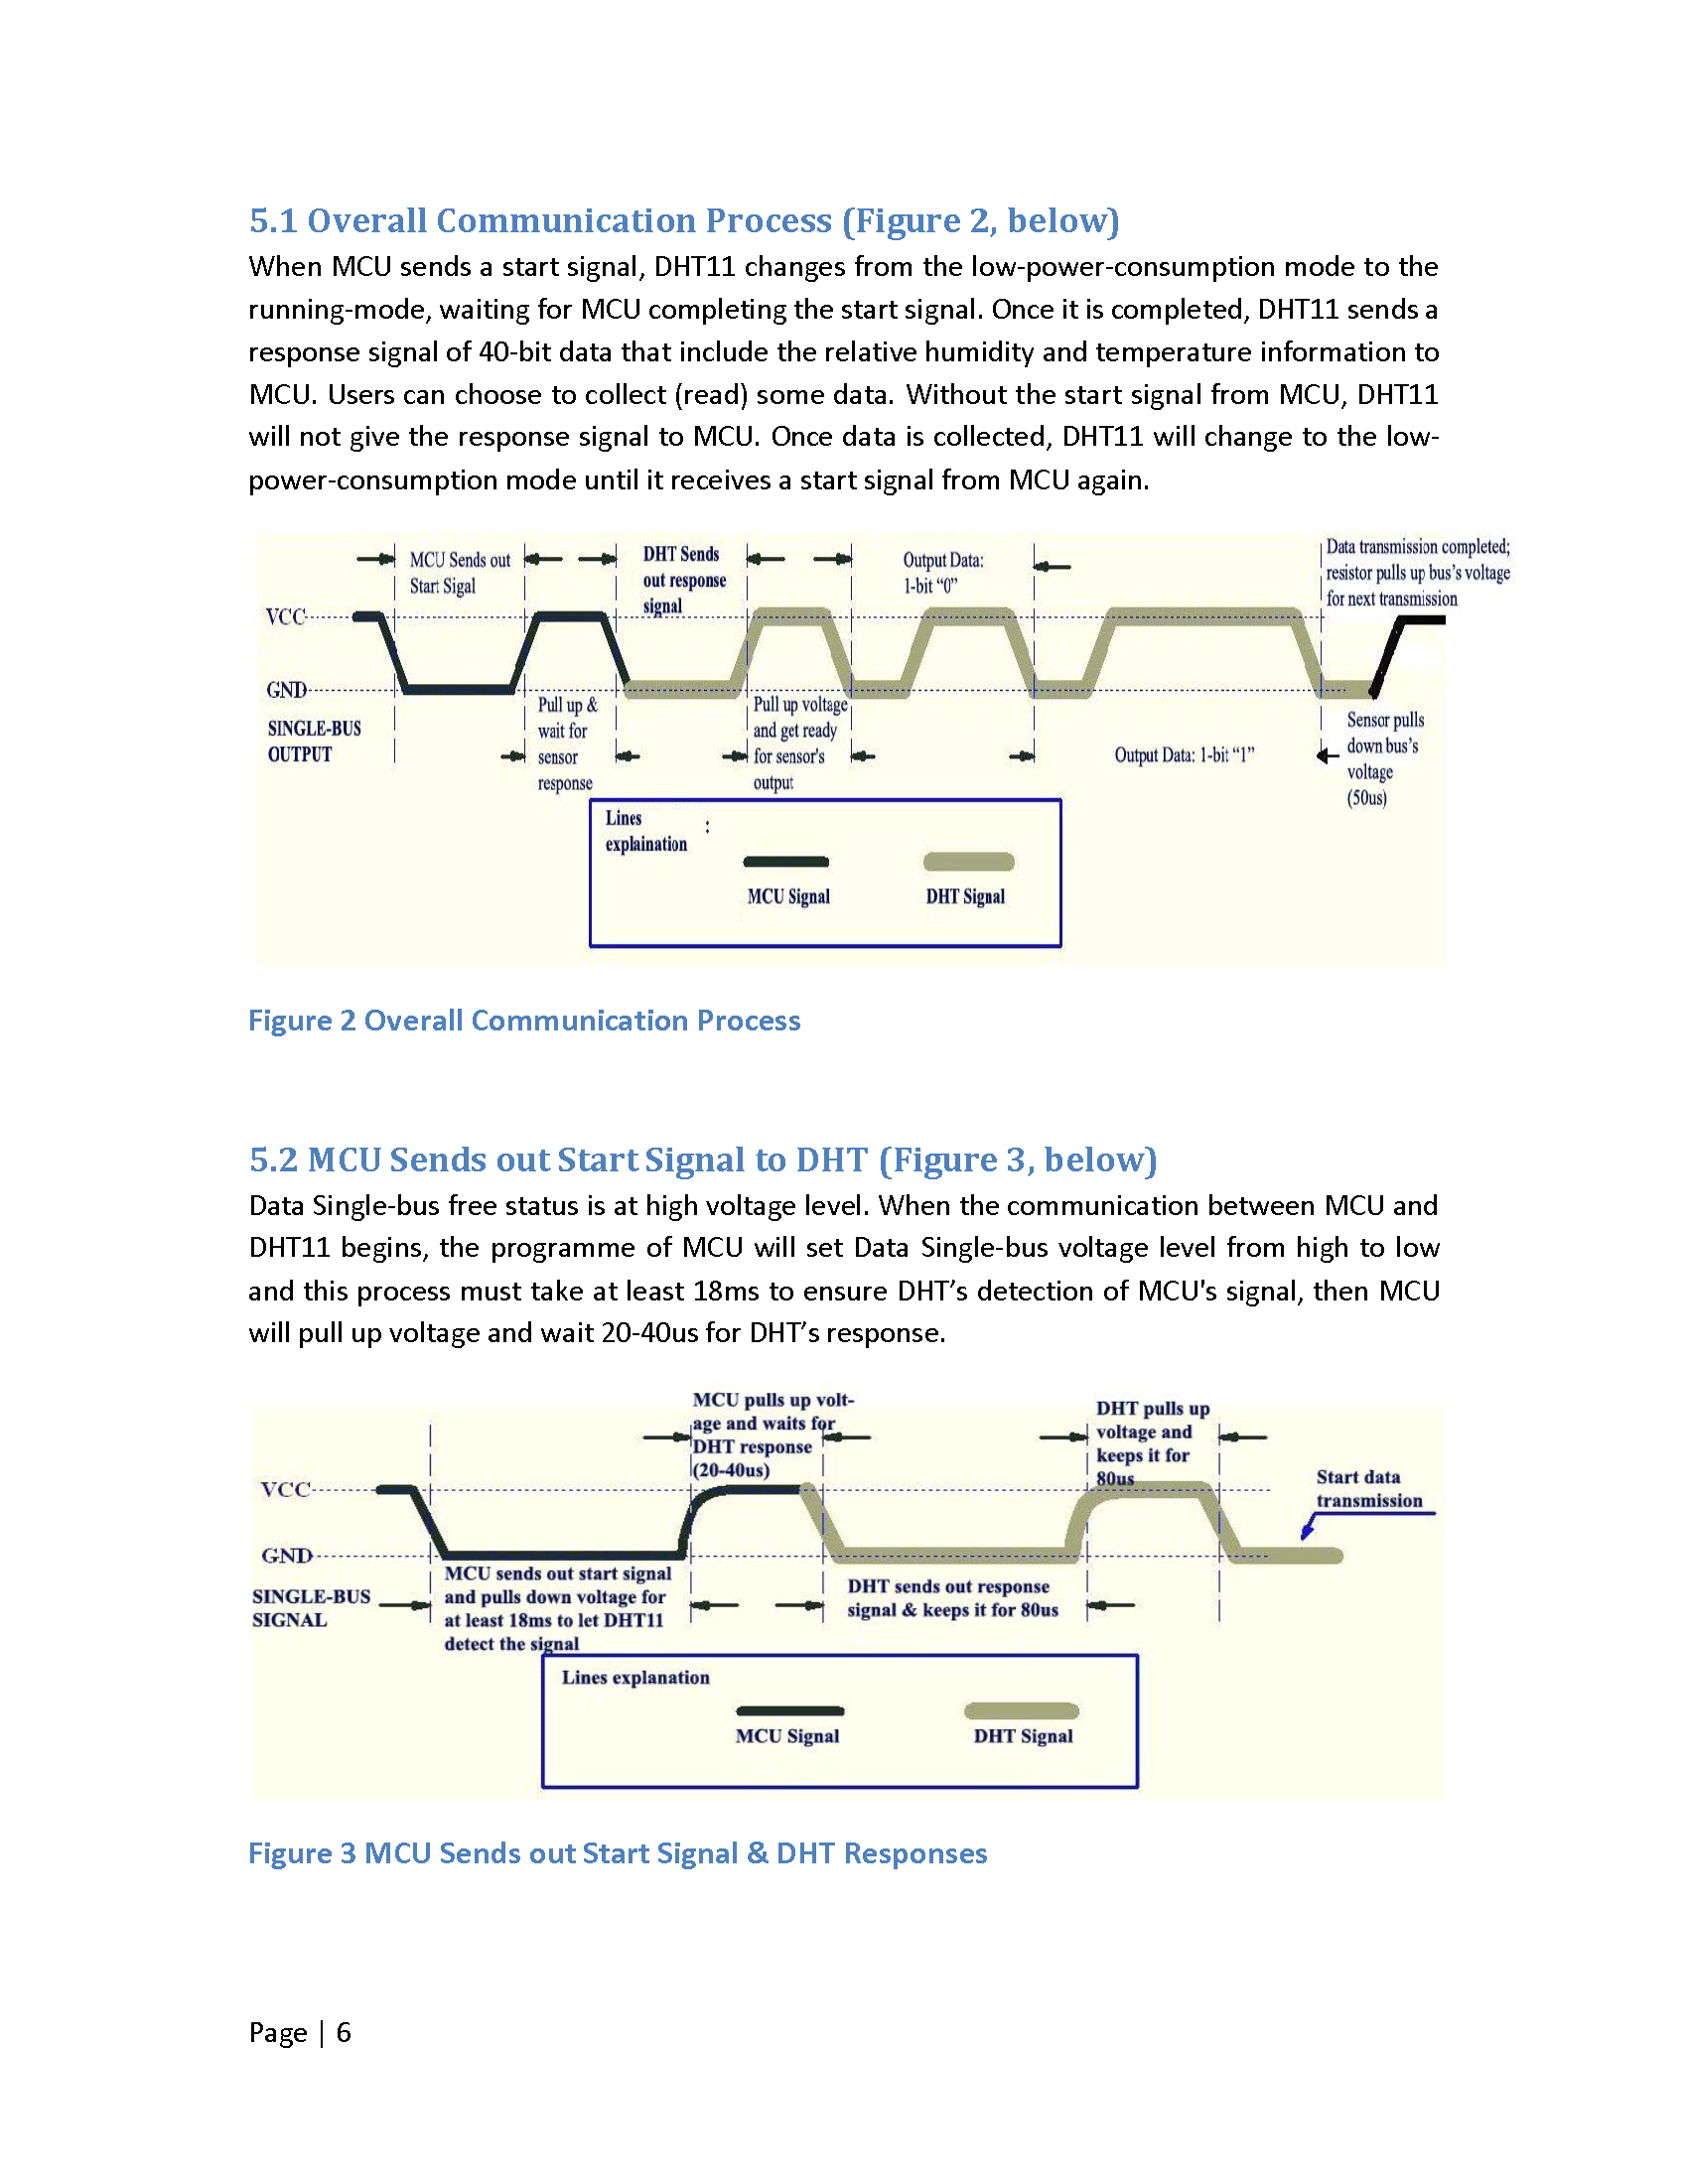 5.1 Overall Communication Process (Figure 2, below)
When MCU sends a start signal, DHT11 changes from the low-power-consumption mode to the
running-mode, waiting for MCU completing the start signal. Once it is completed, DHT11 sends a
response signal of 40-bit data that include the relative humidity and temperature information to
MCU. Users can choose to collect (read) some data. Without the start signal from MCU, DHT11
will not give the response signal to MCU. Once data is collected, DHT11 will change to the low-
power-consumption mode until it receives a start signal from MCU again.
MCU Sends out
Start Sigal
DHT Sends
out response
signal
Output Data:
1-bit “0”
Data transmission completed;
resistor pulls up bus’s voltage
for next transmission
VCC
GND
SINGLE-BUS
OUTPUT
Pull up &
wait for
sensor
response
Pull up voltage
and get ready
for sensor's
output
Output Data: 1-bit “1”
Sensor pulls
down bus’s
voltage
(50us)
Lines
explaination
:
MCU Signal
DHT Signal
Figure 2 Overall Communication Process
5.2 MCU Sends out Start Signal to DHT (Figure 3, below)
Data Single-bus free status is at high voltage level. When the communication between MCU and
DHT11 begins, the programme of MCU will set Data Single-bus voltage level from high to low
and this process must take at least 18ms to ensure DHT’s detection of MCU's signal, then MCU
will pull up voltage and wait 20-40us for DHT’s response.
MCU pulls up volt-
age and waits for
DHT response
(20-40us)
DHT pulls up
voltage and
keeps it for
80us
Start data
transmission
VCC
GND
SINGLE-BUS
SIGNAL
MCU sends out start signal
and pulls down voltage for
at least 18ms to let DHT11
detect the signal
DHT sends out response
signal & keeps it for 80us
Lines explanation
MCU Signal
DHT Signal
Figure 3 MCU Sends out Start Signal & DHT Responses
Page | 6